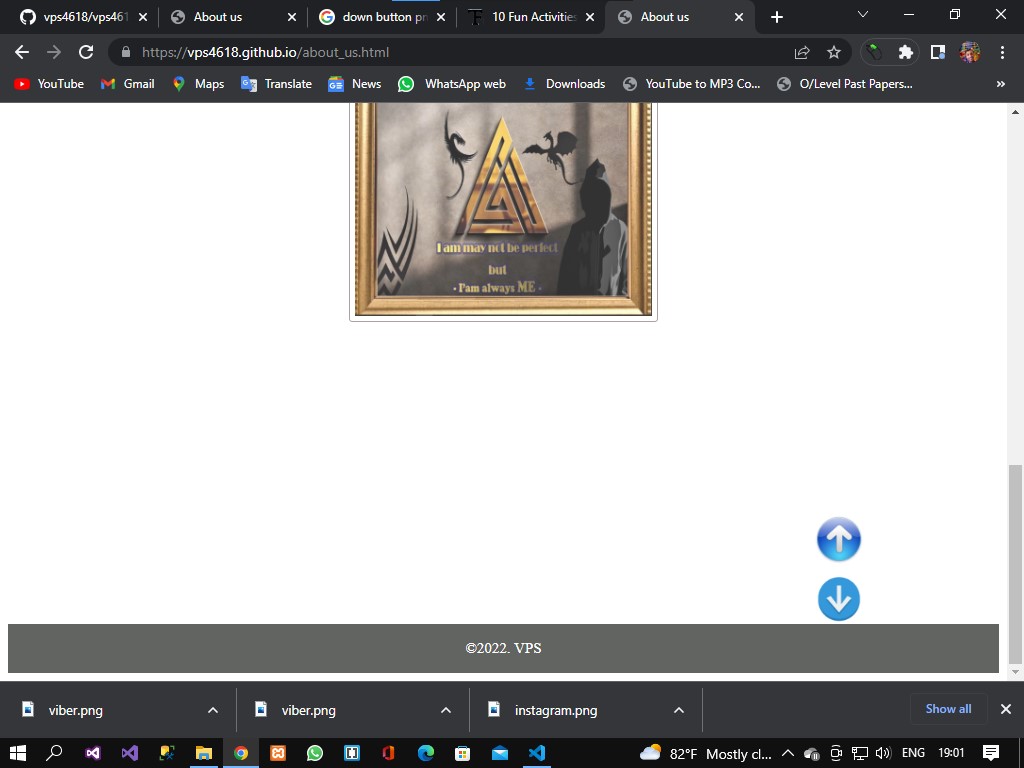 vps4618/vps461
About us
down button pn
10 Fun Activities
About us
https://vps4618.github.io/about_us.html
YouTube
Gmail
Maps
Translate
News
WhatsApp web
Downloads
YouTube to MP3 Co...
O/Level Past Papers...
»
I am may not be perfect
but
- I'am always ME -
©2022. VPS
viber.png
viber.png
instagram.png
Show all
82°F Mostly cl...
ENG
19:01